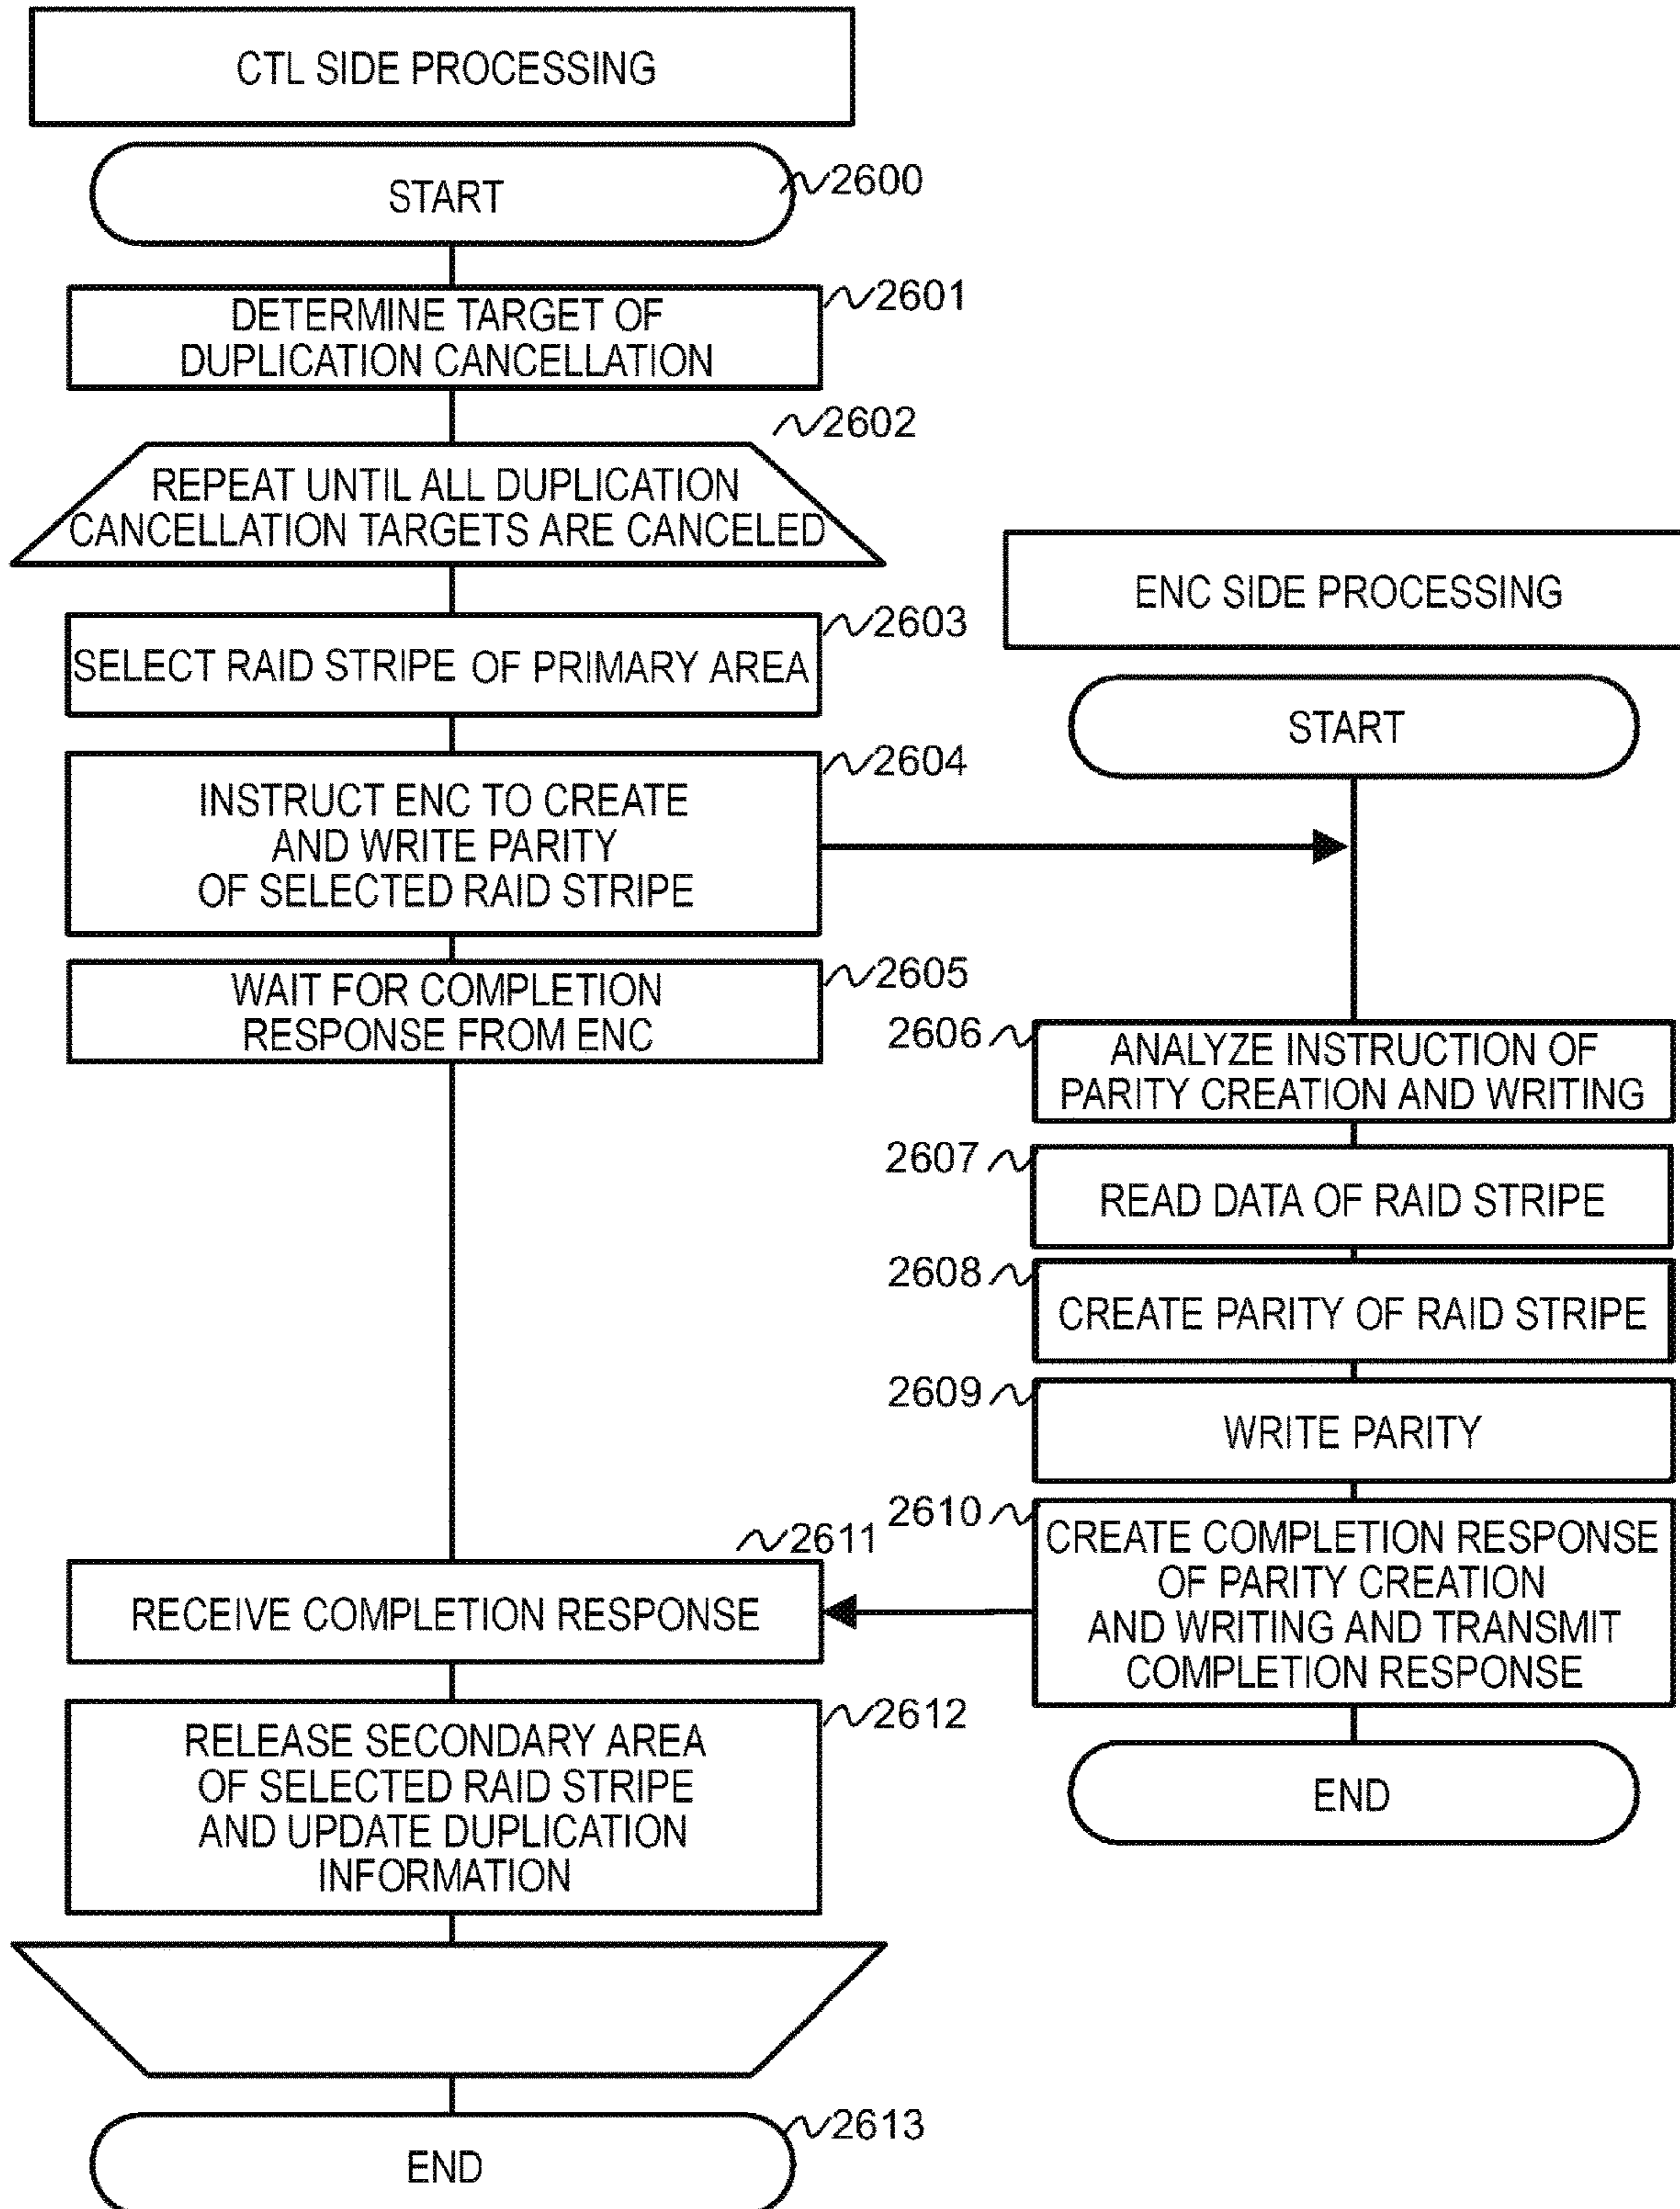 CTL SIDE PROCESSING
START
2600
DETERMINE TARGET OF
DUPLICATION CANCELLATION
2601
2602
REPEAT UNTIL ALL DUPLICATION
CANCELLATION TARGETS ARE CANCELED
SELECT RAID STRIPE OF PRIMARY AREA
2603
INSTRUCT ENC TO CREATE
AND WRITE PARITY
OF SELECTED RAID STRIPE
2604
WAIT FOR COMPLETION
RESPONSE FROM ENC
2605
ENC SIDE PROCESSING
START
2606
ANALYZE INSTRUCTION OF
PARITY CREATION AND WRITING
2607
READ DATA OF RAID STRIPE
2608
CREATE PARITY OF RAID STRIPE
2609
WRITE PARITY
2610
CREATE COMPLETION RESPONSE
OF PARITY CREATION
AND WRITING AND TRANSMIT
COMPLETION RESPONSE
END
2611
RECEIVE COMPLETION RESPONSE
RELEASE SECONDARY AREA
OF SELECTED RAID STRIPE
AND UPDATE DUPLICATION
INFORMATION
2612
END
2613